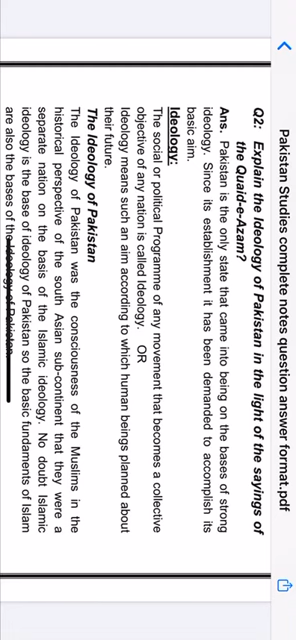 Pakistan Studies complete notes question answer format.pdf
Q2: Explain the Ideology of Pakistan in the light of the sayings of
the Quaid-e-Azam?
Ans. Pakistan is the only state that came into being on the bases of strong
ideology. Since its establishment it has been demanded to accomplish its
basic aim.
Ideology:
The social or political Programme of any movement that becomes a collective
objective of any nation is called Ideology. OR
Ideology means such an aim according to which human beings planned about
their future.
The Ideology of Pakistan
The Ideology of Pakistan was the consciousness of the Muslims in the
historical perspective of the south Asian sub-continent that they were a
separate nation on the basis of the Islamic ideology. No doubt Islamic
ideology is the base of ideology of Pakistan so the basic fundaments of Islam
are also the bases of the Ideology of Pakistan.